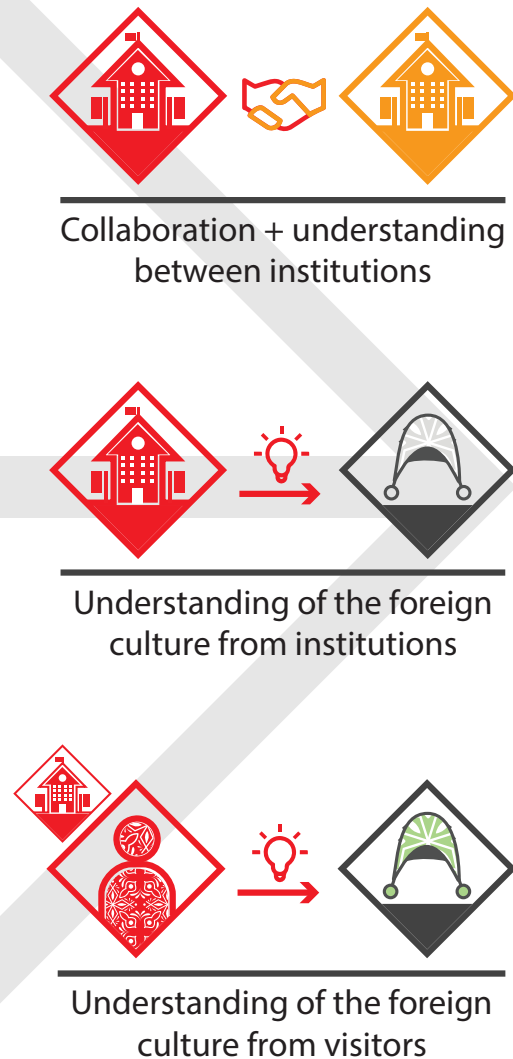 Collaboration + understanding
between institutions
Understanding of the foreign
culture from institutions
Understanding of the foreign
culture from visitors